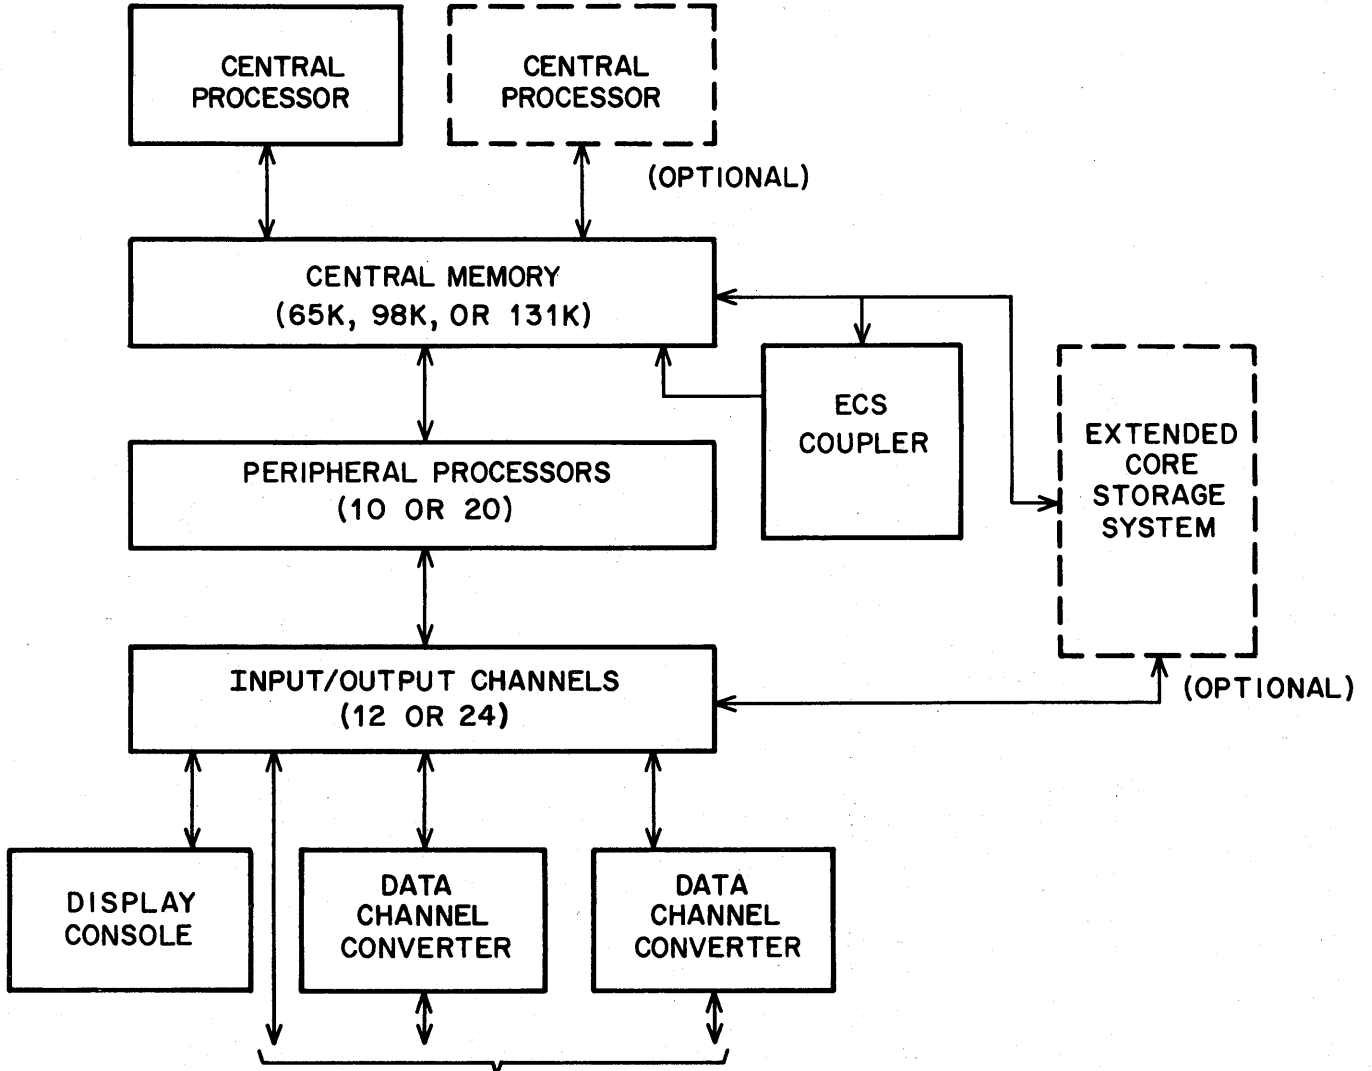 CENTRAL
PROCESSOR
CENTRAL
PROCESSOR
(OPTIONAL)
CENTRAL MEMORY
(65K, 98K, OR 131K)
ECS
COUPLER
EXTENDED
CORE
STORAGE
SYSTEM
(OPTIONAL)
PERIPHERAL PROCESSORS
(10 OR 20)
INPUT/OUTPUT CHANNELS
(12 OR 24)
DISPLAY
CONSOLE
DATA
CHANNEL
CONVERTER
DATA
CHANNEL
CONVERTER